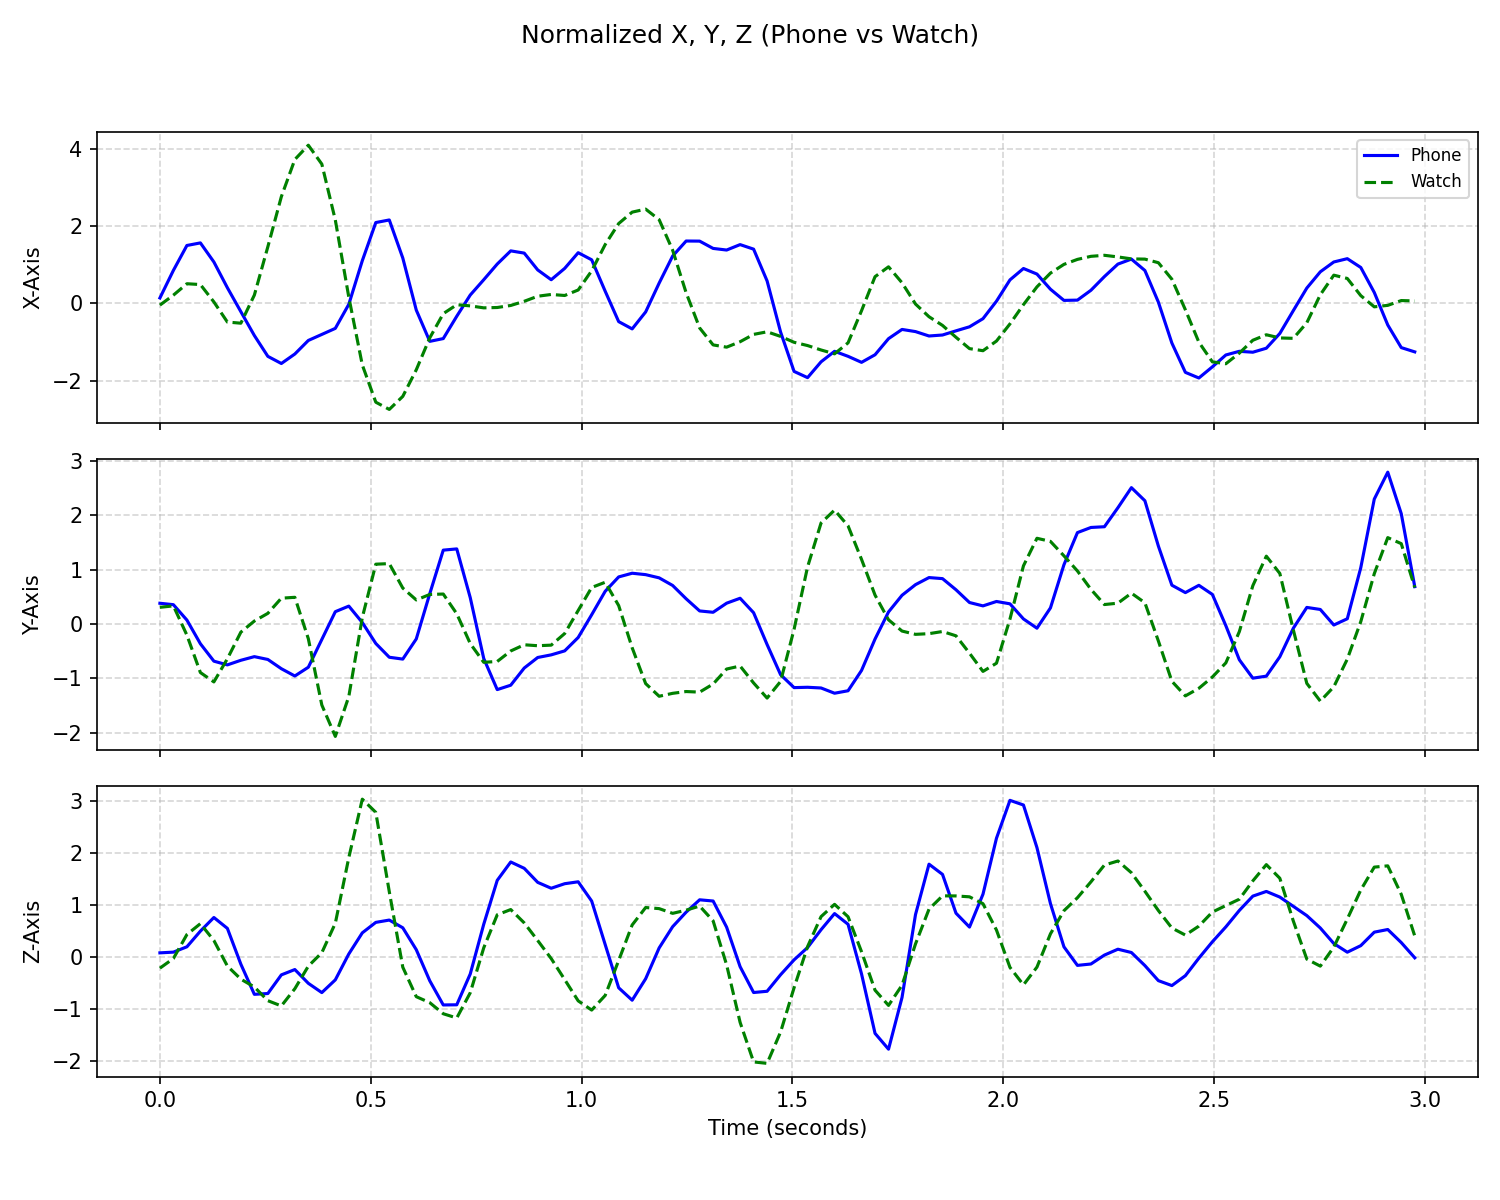 Normalized X, Y, Z (Phone vs Watch)
4
2
0
−2
X-Axis
Phone
Watch
3
2
1
0
−1
−2
Y-Axis
3
2
1
0
−1
−2
Z-Axis
0.0 0.5 1.0 1.5 2.0 2.5 3.0
Time (seconds)